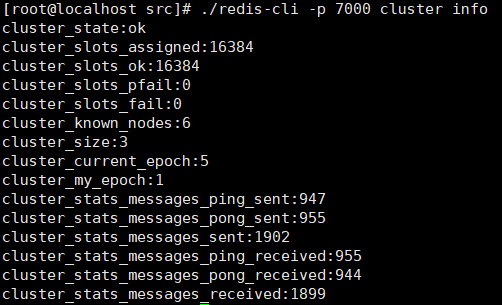 [root@localhost src]# ./redis-cli -p 7000 cluster info
cluster_state:ok
cluster_slots_assigned:16384
cluster_slots_ok:16384
cluster_slots_pfail:0
cluster_slots_fail:0
cluster_known_nodes:6
cluster_size:3
cluster_current_epoch:5
cluster_my_epoch:1
cluster_stats_messages_ping_sent:947
cluster_stats_messages_pong_sent:955
cluster_stats_messages_sent:1902
cluster_stats_messages_ping_received:955
cluster_stats_messages_pong_received:944
cluster_stats_messages_received:1899